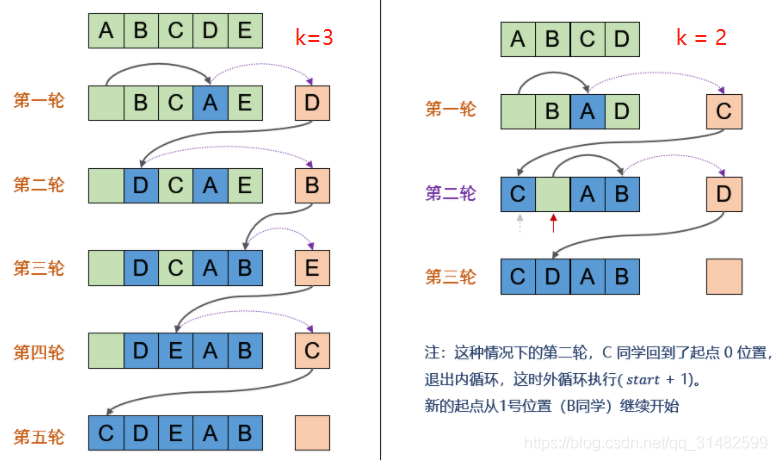 A B C D E
k=3
第一轮
B C A E
D
第二轮
D C A E
B
第三轮
D C A B
E
第四轮
D E A B
C
第五轮
C D E A B
A B C D
k = 2
第一轮
B A D
C
第二轮
C A B
D
第三轮
C D A B
注：这种情况下的第二轮，C 同学回到了起点 0 位置，
退出内循环，这时外循环执行( start + 1)。
新的起点从1号位置（B同学）继续开始
https://blog.csdn.net/qq_31482599